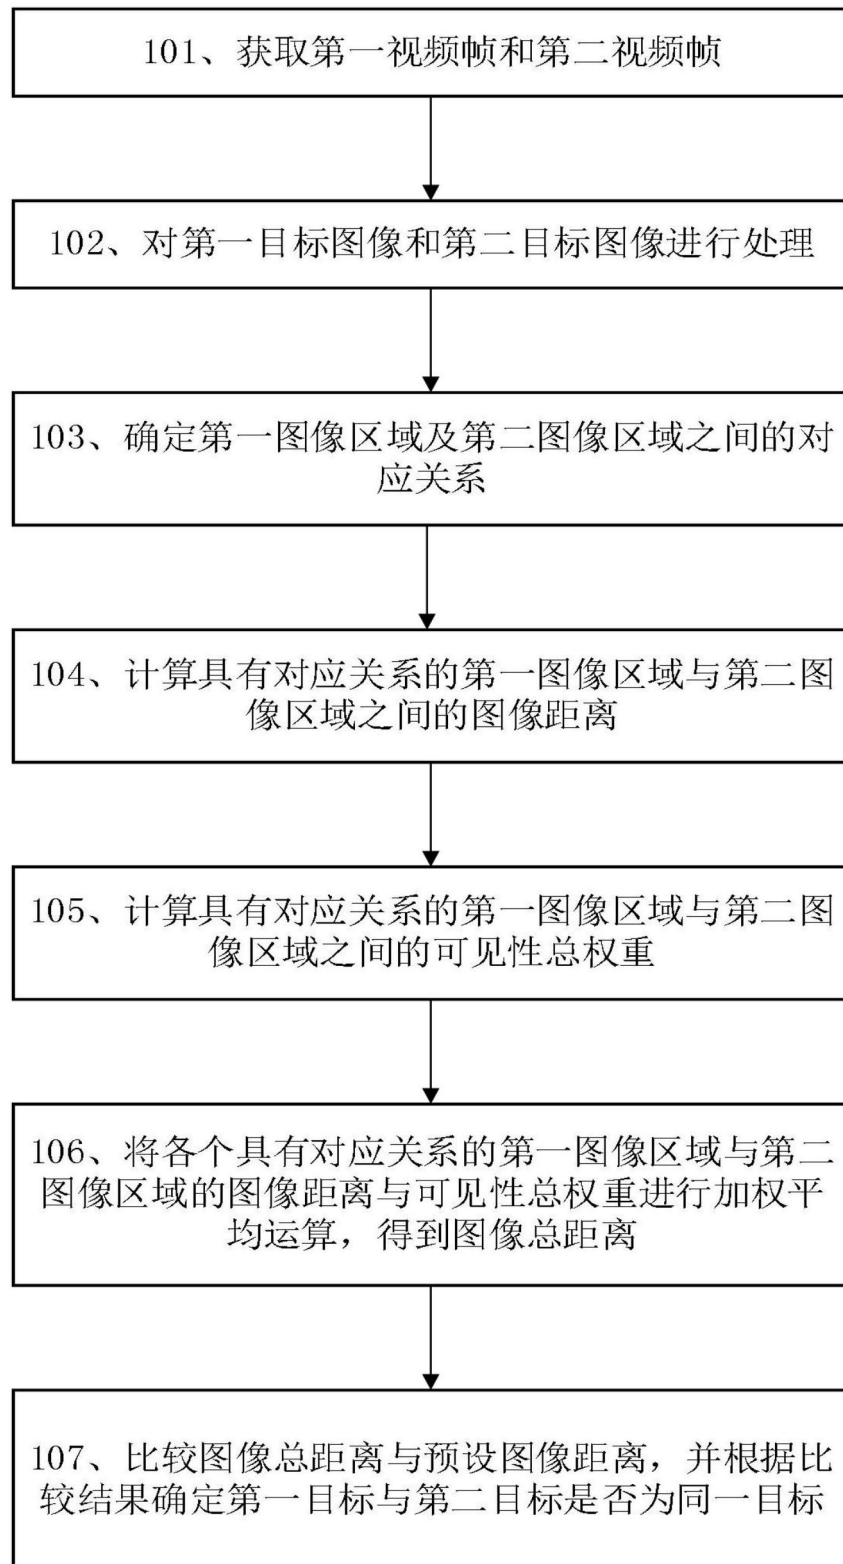 101、获取第一视频帧和第二视频帧
102、对第一目标图像和第二目标图像进行处理
103、确定第一图像区域及第二图像区域之间的对
应关系
104、计算具有对应关系的第一图像区域与第二图
像区域之间的图像距离
105、计算具有对应关系的第一图像区域与第二图
像区域之间的可见性总权重
106、将各个具有对应关系的第一图像区域与第二
图像区域的图像距离与可见性总权重进行加权平
均运算，得到图像总距离
107、比较图像总距离与预设图像距离，并根据比
较结果确定第一目标与第二目标是否为同一目标